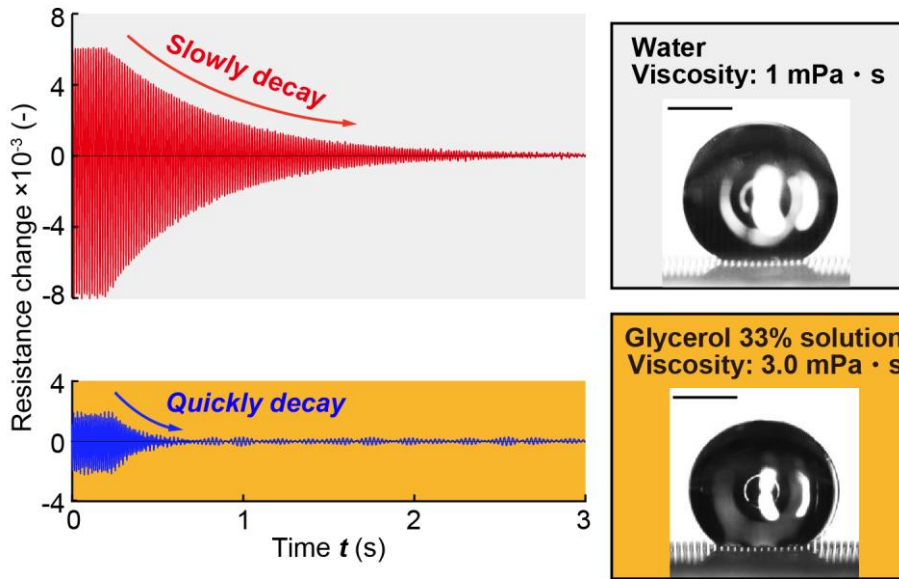 Resistance change ×10⁻³ (-)
8
4
0
-4
-8
Slowly decay
4
0
-4
Quickly decay
0
1
2
3
Time t (s)
Water
Viscosity: 1 mPa・s
Glycerol 33% solution
Viscosity: 3.0 mPa・s